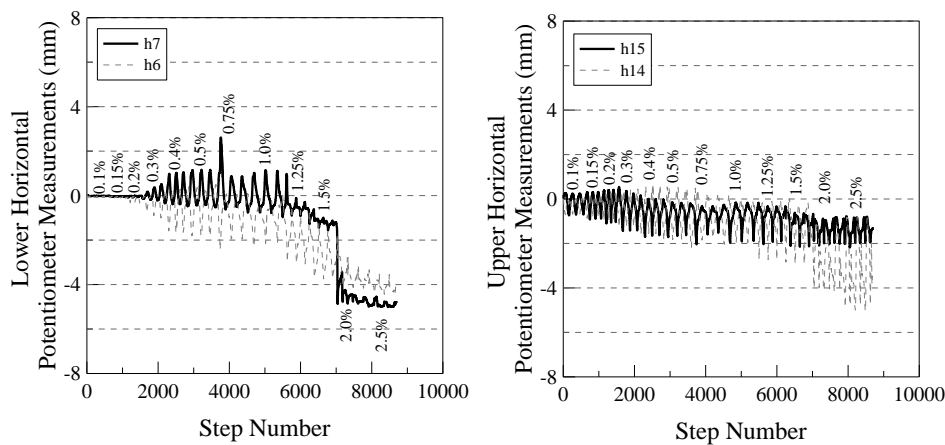 Lower Horizontal
Potentiometer Measurements (mm)
8
4
0
-4
-8
h7
h6
0.1%
0.15%
0.2%
0.3%
0.4%
0.5%
0.75%
1.0%
1.25%
1.5%
2.0%
2.5%
0 2000 4000 6000 8000 10000
Step Number
Upper Horizontal
Potentiometer Measurements (mm)
8
4
0
-4
-8
h15
h14
0.1%
0.15%
0.2%
0.3%
0.4%
0.5%
0.75%
1.0%
1.25%
1.5%
2.0%
2.5%
0 2000 4000 6000 8000 10000
Step Number